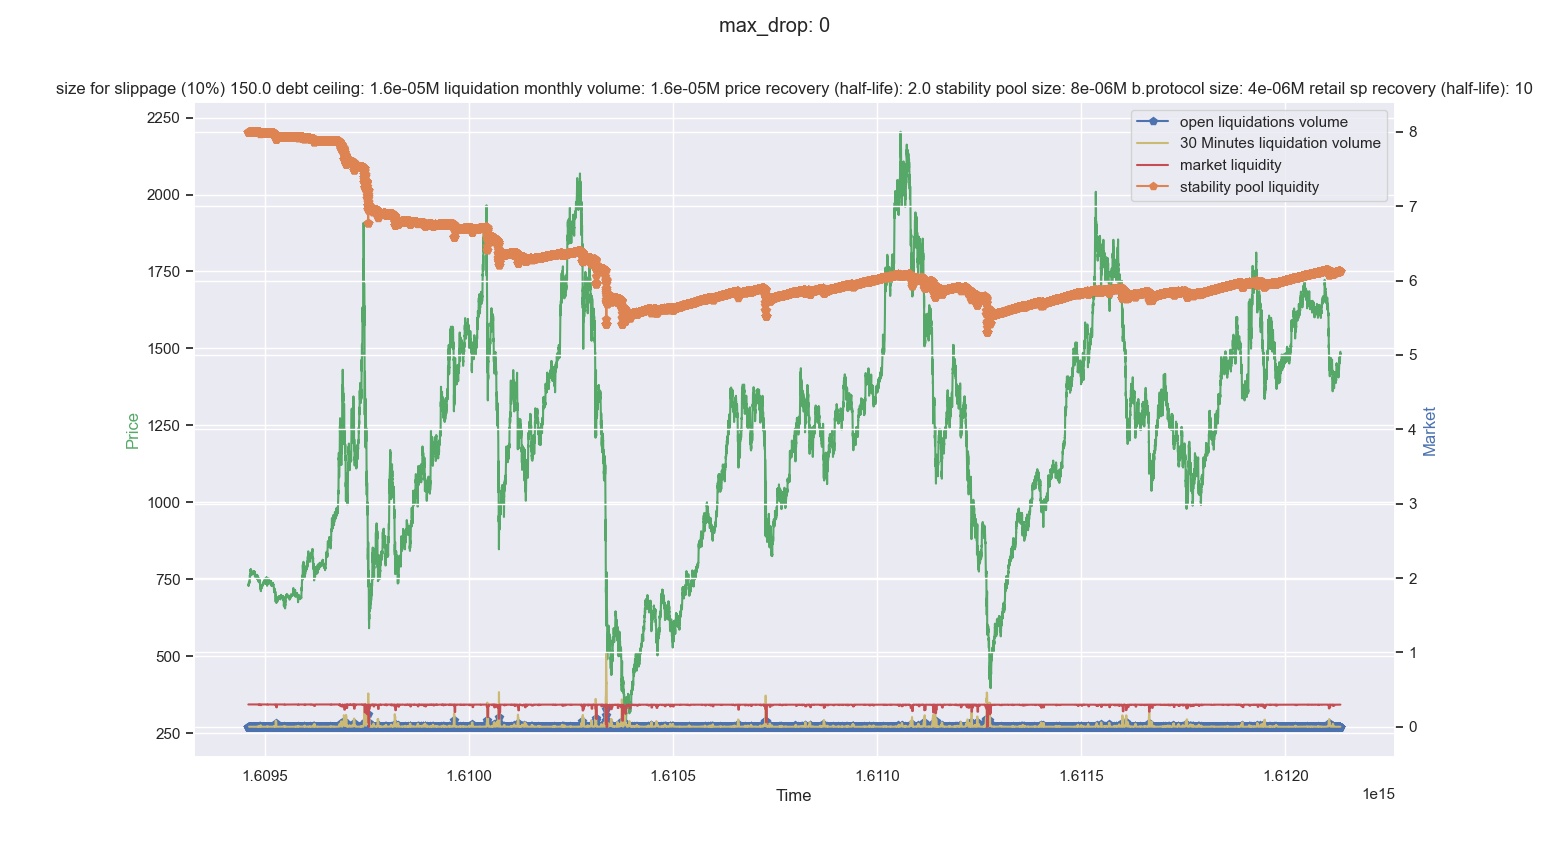 max_drop: 0
size for slippage (10%) 150.0 debt ceiling: 1.6e-05M liquidation monthly volume: 1.6e-05M price recovery (half-life): 2.0 stability pool size: 8e-06M b.protocol size: 4e-06M retail sp recovery (half-life): 10
open liquidations volume
30 Minutes liquidation volume
market liquidity
stability pool liquidity
2250
2000
1750
1500
1250
1000
750
500
250
Price
8
7
6
5
4
3
2
1
0
Market
1.6095
1.6100
1.6105
1.6110
1.6115
1.6120
1e15
Time